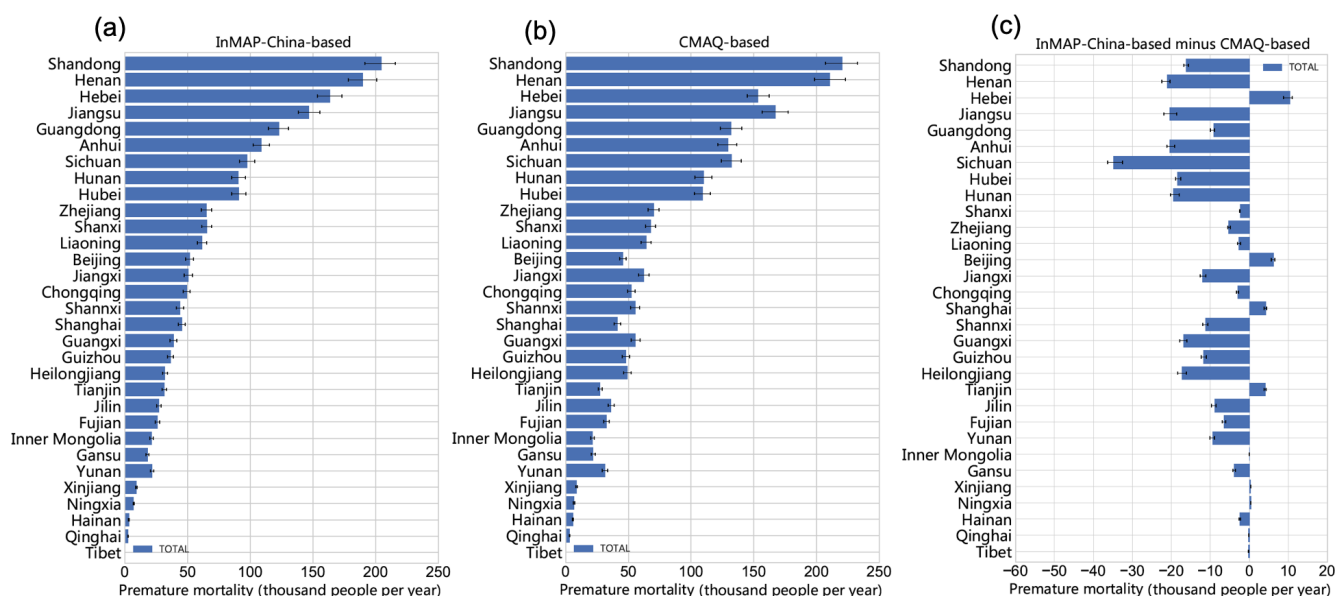 (a)
InMAP-China-based
Shandong
Henan
Hebei
Jiangsu
Guangdong
Anhui
Sichuan
Hunan
Hubei
Zhejiang
Shanxi
Liaoning
Beijing
Jiangxi
Chongqing
Shannxi
Shanghai
Guangxi
Guizhou
Heilongjiang
Tianjin
Jilin
Fujian
Inner Mongolia
Gansu
Yunan
Xinjiang
Ningxia
Hainan
Qinghai
Tibet
TOTAL
0 50 100 150 200 250
Premature mortality (thousand people per year)
(b)
CMAQ-based
Shandong
Henan
Hebei
Jiangsu
Guangdong
Anhui
Sichuan
Hunan
Hubei
Zhejiang
Shanxi
Liaoning
Beijing
Jiangxi
Chongqing
Shannxi
Shanghai
Guangxi
Guizhou
Heilongjiang
Tianjin
Jilin
Fujian
Inner Mongolia
Gansu
Yunan
Xinjiang
Ningxia
Hainan
Qinghai
Tibet
TOTAL
0 50 100 150 200 250
Premature mortality (thousand people per year)
(c)
InMAP-China-based minus CMAQ-based
TOTAL
Shandong
Henan
Hebei
Jiangsu
Guangdong
Anhui
Sichuan
Hubei
Hunan
Shanxi
Zhejiang
Liaoning
Beijing
Jiangxi
Chongqing
Shanghai
Shannxi
Guangxi
Guizhou
Heilongjiang
Tianjin
Jilin
Fujian
Yunan
Inner Mongolia
Gansu
Xinjiang
Ningxia
Hainan
Qinghai
Tibet
−60 −50 −40 −30 −20 −10 0 10 20
Premature mortality (thousand people per year)